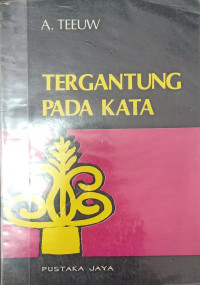 A. TEEUW
TERGANTUNG
PADA KATA
PUSTAKA JAYA